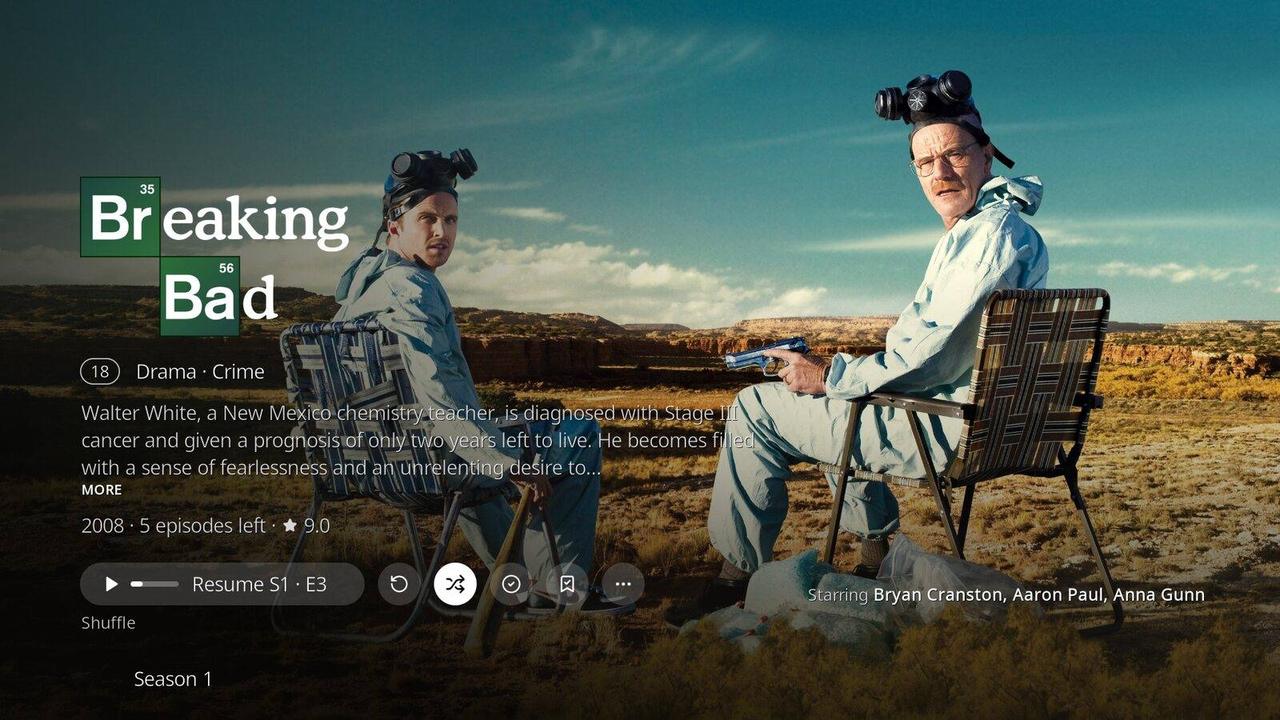 35
Breaking
56
Bad
18 Drama · Crime
Walter White, a New Mexico chemistry teacher, is diagnosed with Stage III
cancer and given a prognosis of only two years left to live. He becomes filled
with a sense of fearlessness and an unrelenting desire to...
MORE
2008 · 5 episodes left · ★ 9.0
Resume S1 · E3
Starring Bryan Cranston, Aaron Paul, Anna Gunn
Shuffle
Season 1